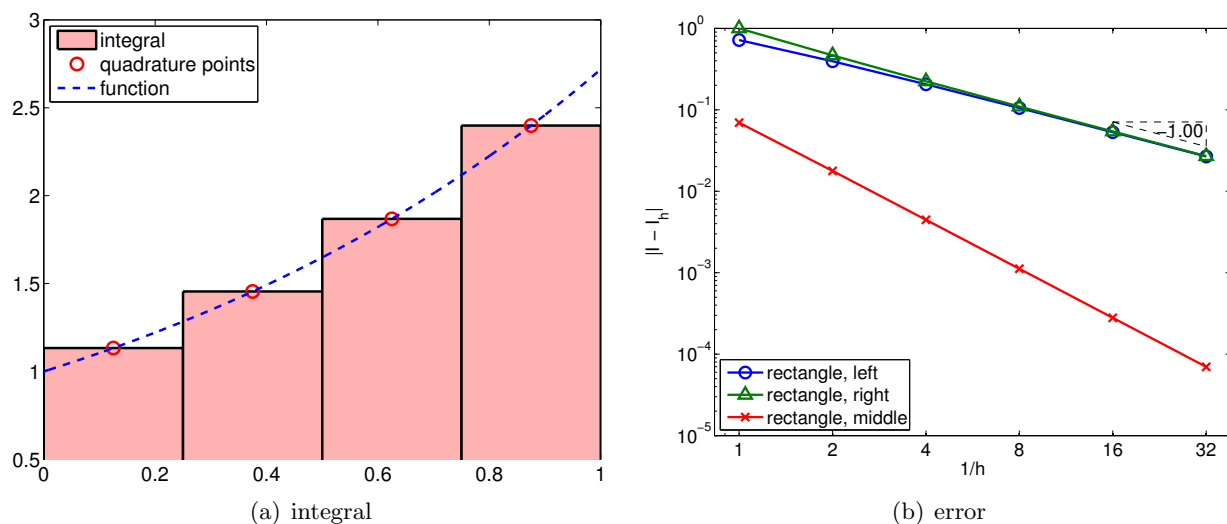 3
2.5
2
1.5
1
0.5
0
0.2
0.4
0.6
0.8
1
integral
quadrature points
function
(a) integral
10^0
10^-1
10^-2
10^-3
10^-4
10^-5
|I − I_h|
−1.00
rectangle, left
rectangle, right
rectangle, middle
1
2
4
8
16
32
1/h
(b) error